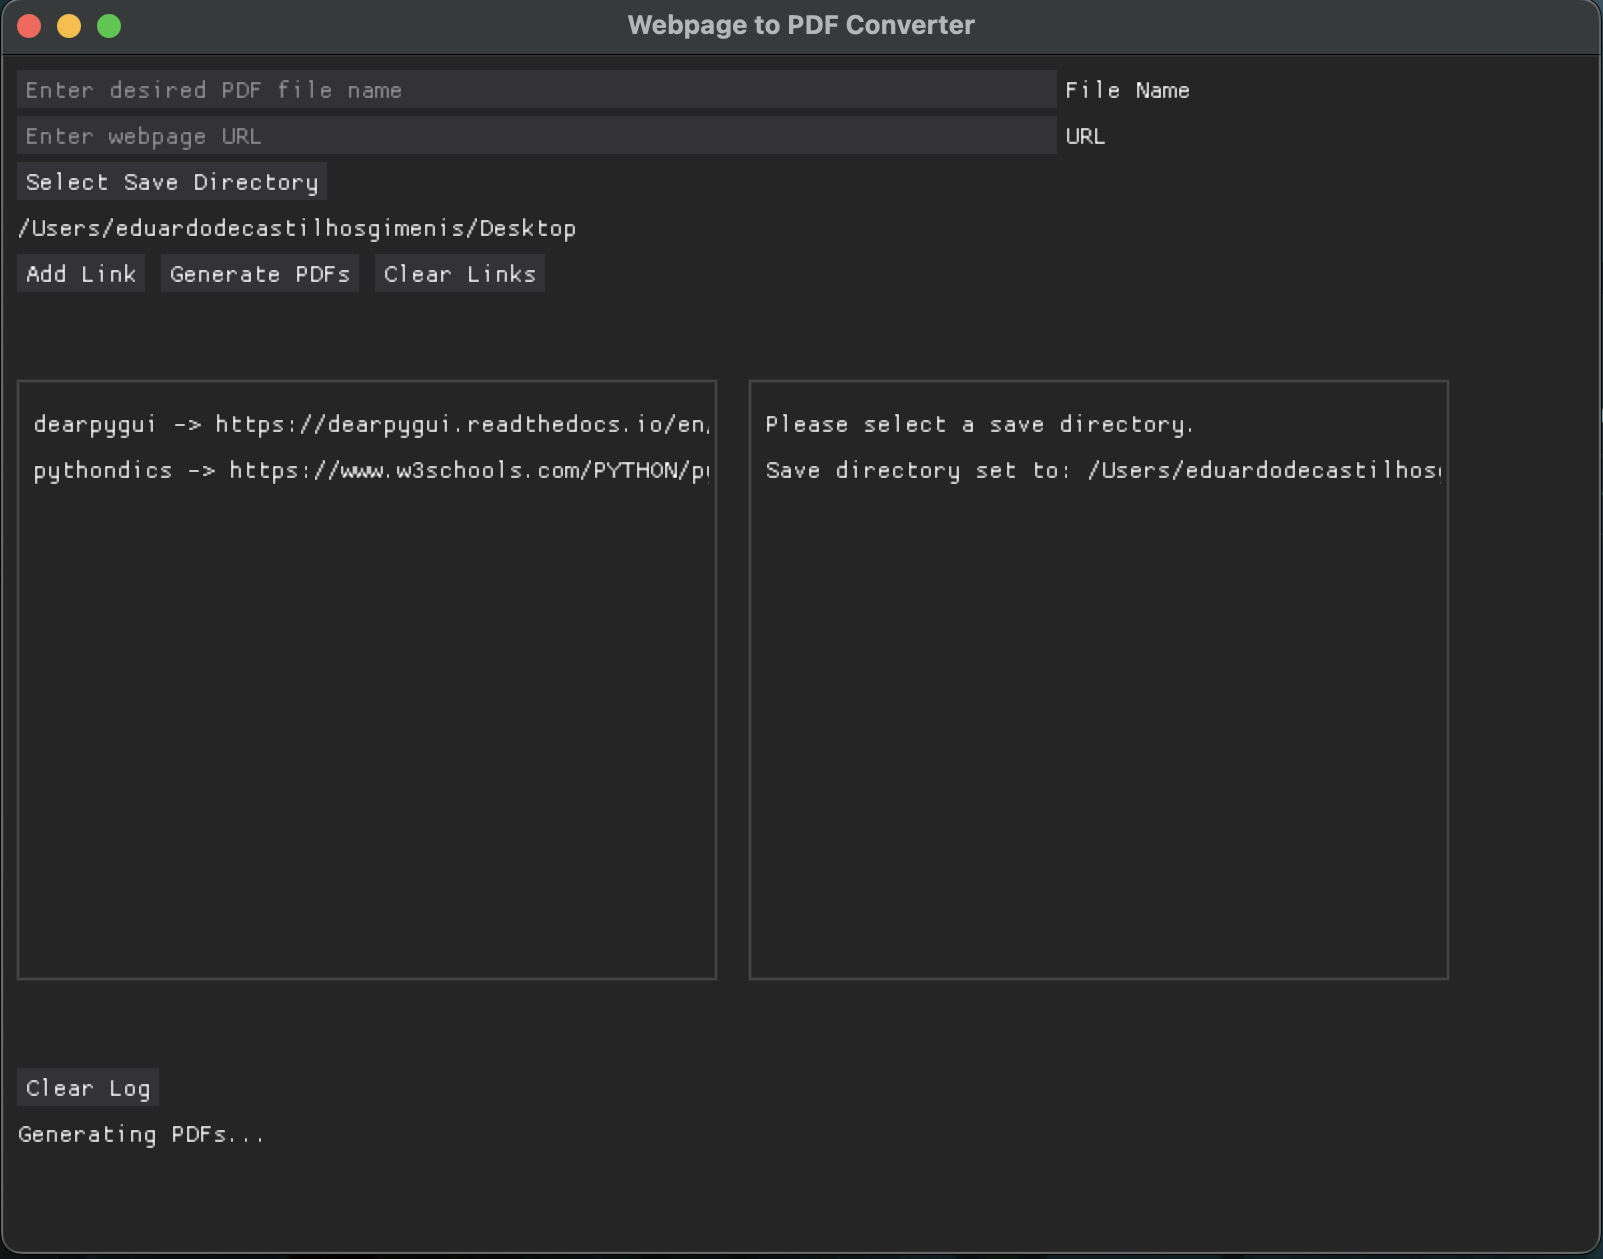 Webpage to PDF Converter
Enter desired PDF file name File Name
Enter webpage URL URL
Select Save Directory
/Users/eduardodecastilhosgimenis/Desktop
Add Link Generate PDFs Clear Links
dearpygui -> https://dearpygui.readthedocs.io/en/
pythondics -> https://www.w3schools.com/PYTHON/py
Please select a save directory.
Save directory set to: /Users/eduardodecastilhosg
Clear Log
Generating PDFs...